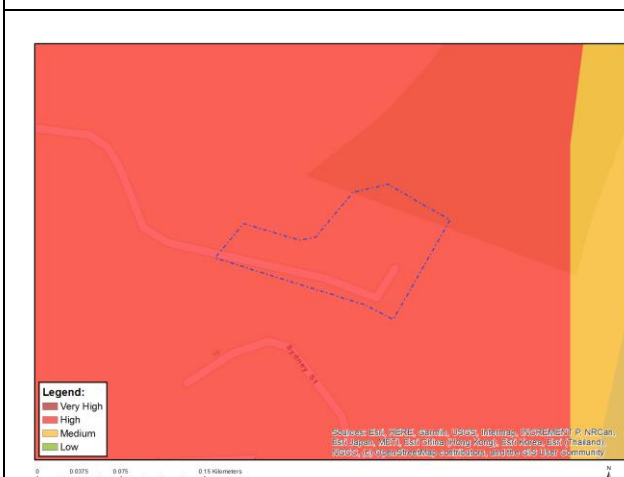 Sydney St
Legend:
Very High
High
Medium
Low
Sources: Esri, HERE, Garmin, USGS, Intermap, INCREMENT P, NRCan,
Esri Japan, METI, Esri China (Hong Kong), Esri Korea, Esri (Thailand),
NGCC, (c) OpenStreetMap contributors, and the GIS User Community
0 0.0375 0.075 0.15 Kilometers
N